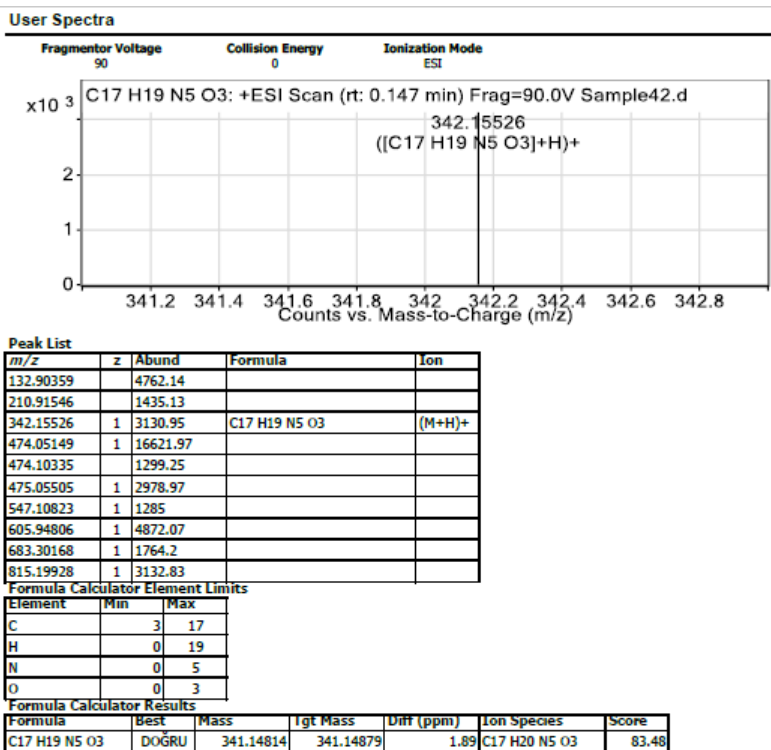 User Spectra
Fragmentor Voltage Collision Energy Ionization Mode
90 0 ESI
x10 3 C17 H19 N5 O3: +ESI Scan (rt: 0.147 min) Frag=90.0V Sample42.d
342.15526
([C17 H19 N5 O3]+H)+
2
1
0
341.2 341.4 341.6 341.8 342 342.2 342.4 342.6 342.8
Counts vs. Mass-to-Charge (m/z)
Peak List
m/z z Abund Formula Ion
132.90359 4762.14
210.91546 1435.13
342.15526 1 3130.95 C17 H19 N5 O3 (M+H)+
474.05149 1 16621.97
474.10335 1299.25
475.05505 1 2978.97
547.10823 1 1285
605.94806 1 4872.07
683.30168 1 1764.2
815.19928 1 3132.83
Formula Calculator Element Limits
Element Min Max
C 3 17
H 0 19
N 0 5
O 0 3
Formula Calculator Results
Formula Best Mass Tgt Mass Diff (ppm) Ion Species Score
C17 H19 N5 O3 DOĞRU 341.14814 341.14879 1.89 C17 H20 N5 O3 83.48